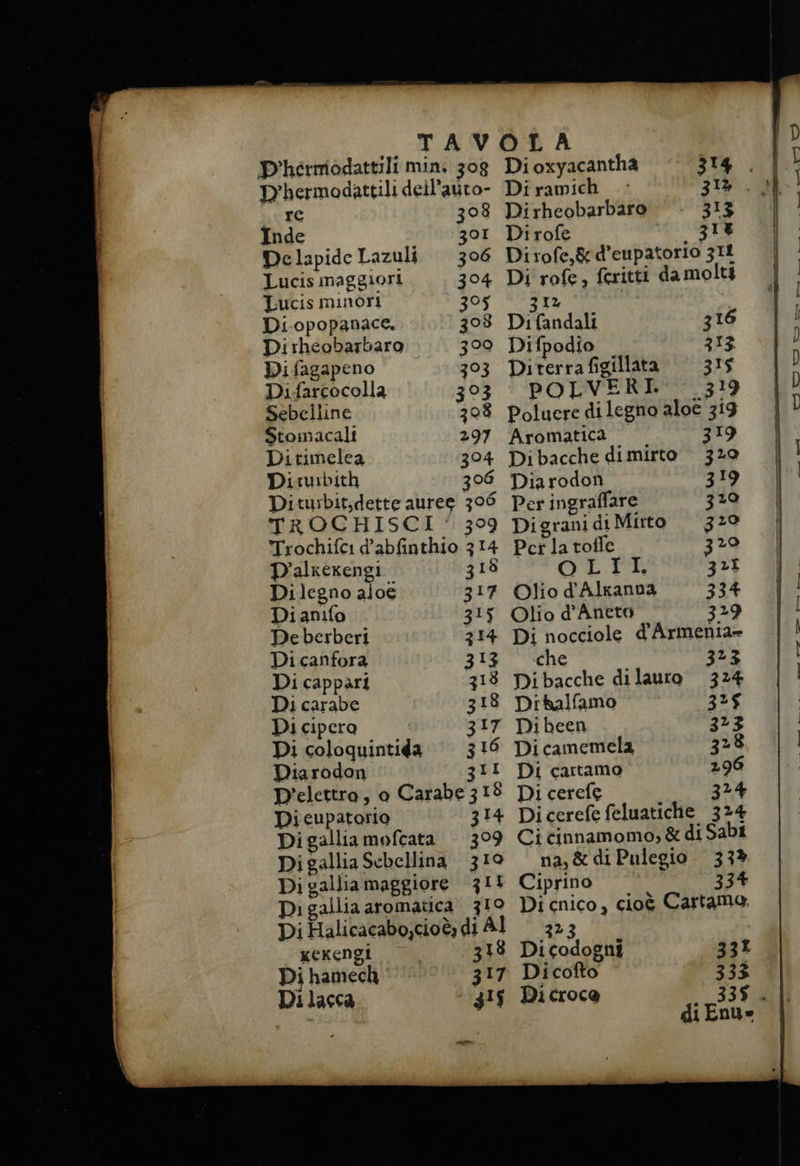 TAVOLA
D'hermodattili min. 308
D'hermodattili dell'auto-
re 308
Inde 301
De lapide Lazuli 306
Lucis maggiori 304
Lucis minori 305
Di opopanace. 308
Di rheobarbaro 300
Di ſagapeno 303
Di ſarcocolla 303
Sebelline 308
Stomacali 297
Di timelea 304
Di turbith 306
Di turbit, dette auree 306
TROCHISCI 309
Trochiſci d'abſinthio 314
D'alkekengi 318
Di legno aloè 317
Di aniſo 315
De berberi 314
Di canfora 313
Di cappari 318
Di carabe 318
Di cipero 317
Di coloquintida 316
Diarodon 311
D'elettro, o Carabe 318
Di eupatorio 314
Di gallia moſcata 309
Di gallia Sebellina 310
Di gallia maggiore 311
Di gallia aromatica 310
Di Halicacabo, cioè, di Al
kekengi 318
Di hamech 317
Di lacca 315
Di oxyacantha 314
Di ramich 312
Di rheobarbaro 313
Di roſe 311
Di roſe, & d'eupatorio 311
Di roſe, ſcritti da molti
312
Di ſandali 316
Di ſpodio 313
Di terra ſigillata 315
POLVERI. 319
Poluere di legno aloè 319
Aromatica 319
Di bacche di mirto 320
Diarodon 319
Per ingraſſare 320
Di grani di Mirto 320
Per la toſſe 320
OLII. 321
Olio d'Alkanna 334
Olio d'Aneto 329
Di nocciole d'Armenia-
che 323
Di bacche di lauro 324
Di balſamo 325
Di been 323
Di camemela 328
Di cartamo 296
Di cereſe 324
Di cereſe ſeluatiche 324
Ci cinnamomo, & di Sabi
na, & di Pulegio 332
Ciprino 334
Di cnico, cioè Cartamo.
323
Di codogni 331
Di coſto 333
Di croco 335
di Enu-